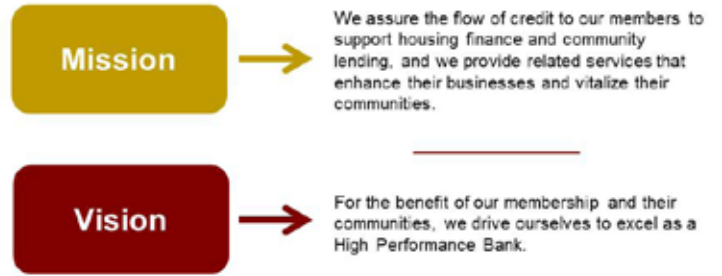 Mission
We assure the flow of credit to our members to
support housing finance and community
lending, and we provide related services that
enhance their businesses and vitalize their
communities.
Vision
For the benefit of our membership and their
communities, we drive ourselves to excel as a
High Performance Bank.